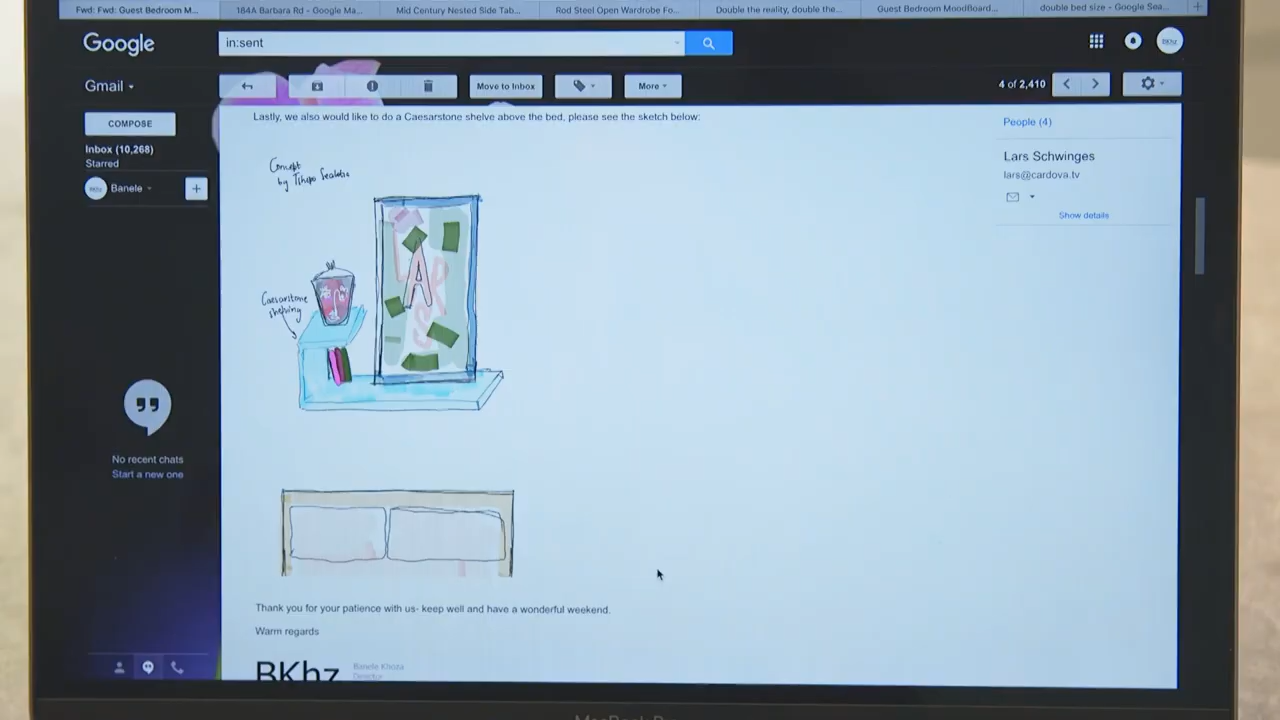 Fwd: Fwd: Guest Bedroom M...
184A Barbara Rd - Google Ma...
Mid Century Nested Side Tab...
Rod Steel Open Wardrobe Fo...
Double the reality, double the...
Guest Bedroom MoodBoard...
double bed size - Google Sea...
Google
in:sent
Gmail
Move to Inbox
More
4 of 2,410
COMPOSE
Inbox (10,268)
Starred
Banele
Lastly, we also would like to do a Caesarstone shelve above the bed, please see the sketch below:
People (4)
Lars Schwinges
lars@cardova.tv
Show details
Concept
by
Caesarstone
shelving
LARS
No recent chats
Start a new one
Thank you for your patience with us- keep well and have a wonderful weekend.
Warm regards
BKhz
Banele Khoza
Director
MacBook Pro